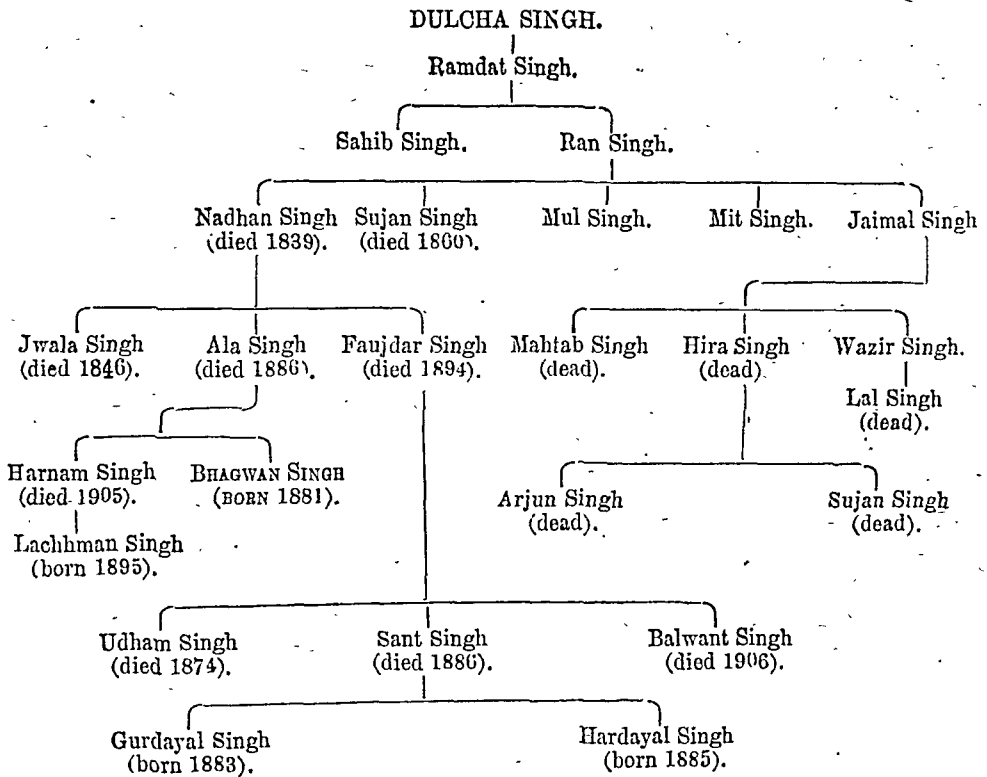 DULCHA SINGH.
Ramdat Singh.
Sahib Singh. Ran Singh.
Nadhan Singh Sujan Singh Mul Singh. Mit Singh. Jaimal Singh
(died 1839). (died 1860).
Jwala Singh Ala Singh Faujdar Singh Mahtab Singh Hira Singh Wazir Singh.
(died 1846). (died 1886). (died 1894). (dead). (dead).
Lal Singh
(dead).
Harnam Singh BHAGWAN SINGH
(died 1905). (BORN 1881).
Arjun Singh Sujan Singh
(dead). (dead).
Lachhman Singh
(born 1895).
Udham Singh Sant Singh Balwant Singh
(died 1874). (died 1886). (died 1906).
Gurdayal Singh Hardayal Singh
(born 1883). (born 1885).